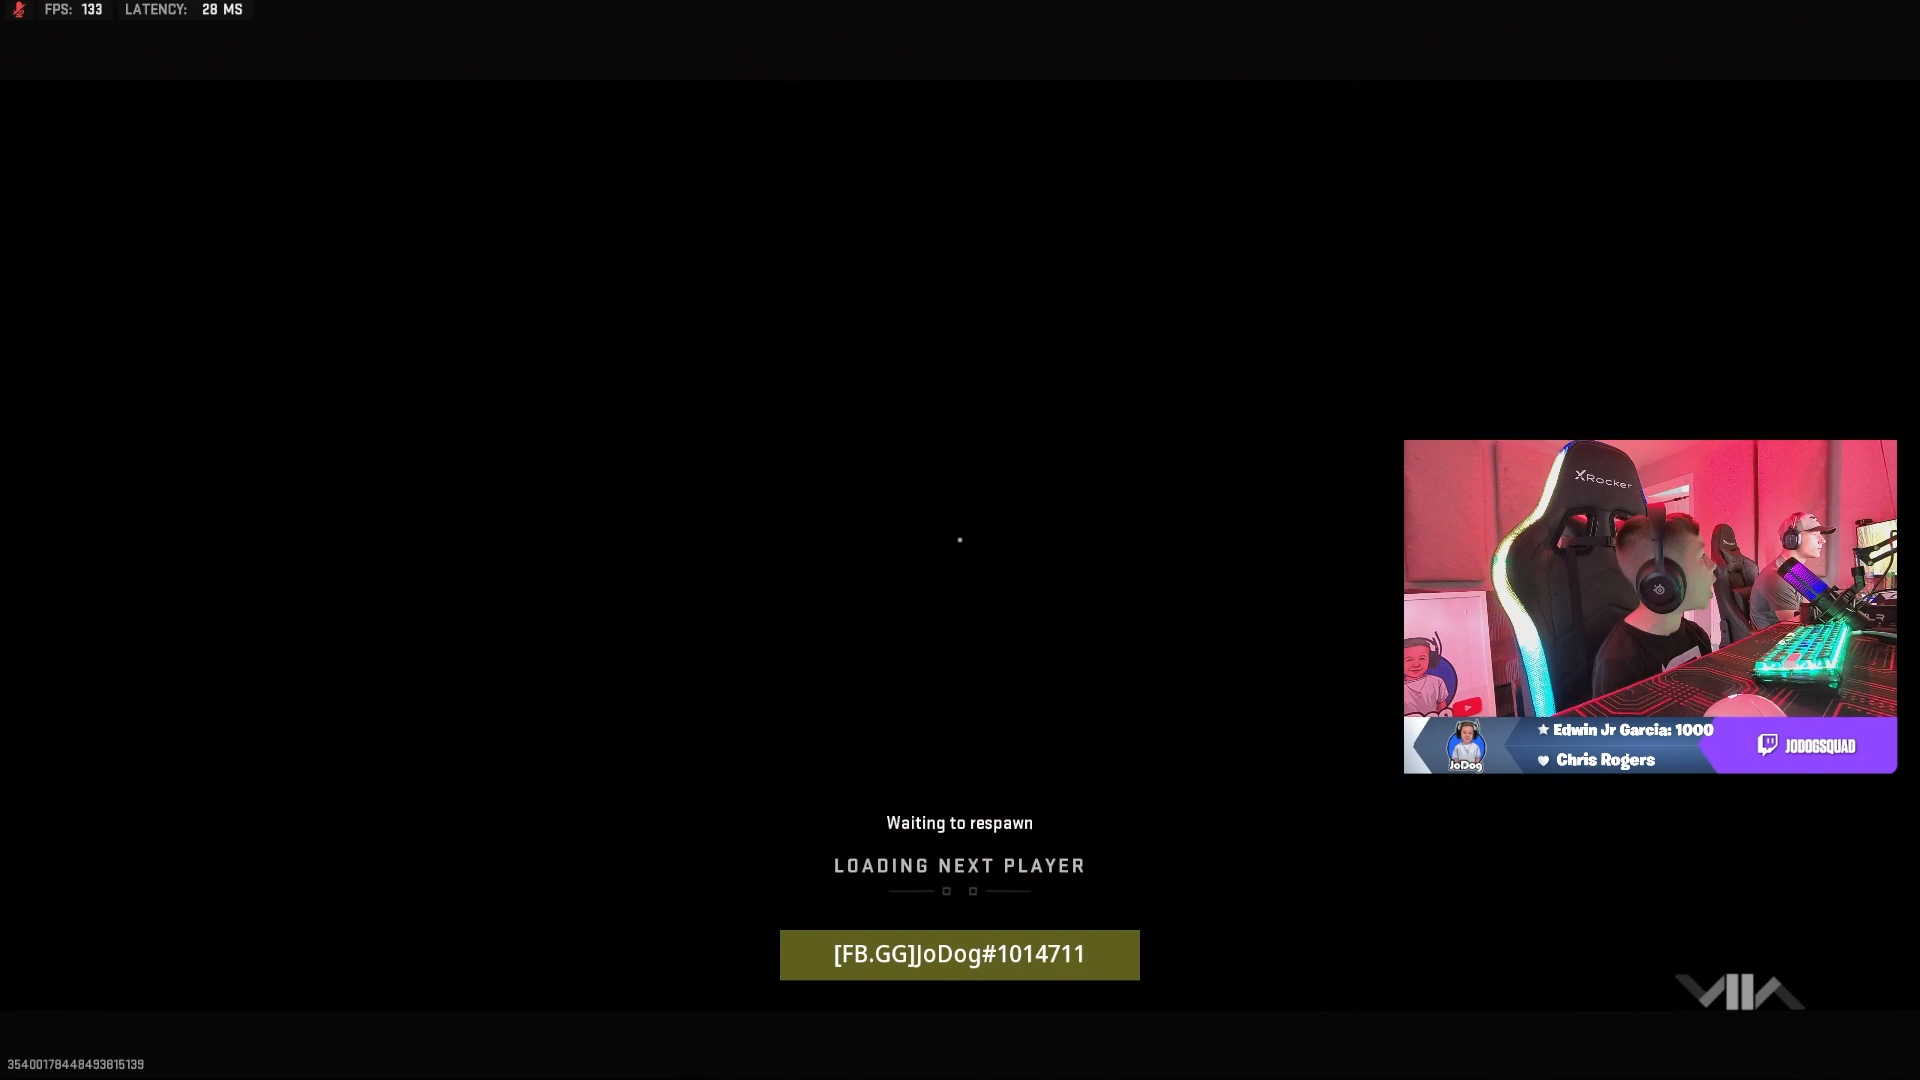 FPS: 133 LATENCY: 28 MS
XRocker
★ Edwin Jr Garcia: 1000
JoDog
♥ Chris Rogers
JODOGSQUAD
Waiting to respawn
LOADING NEXT PLAYER
[FB.GG]JoDog#1014711
35400178448493815139